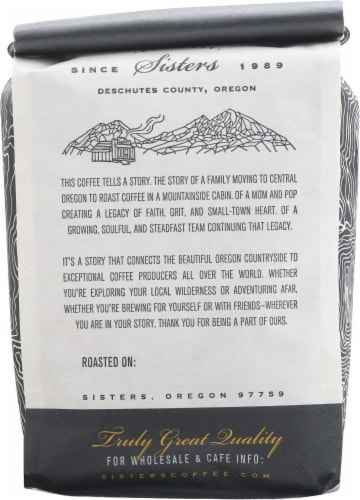 SINCE Sisters 1989
DESCHUTES COUNTY, OREGON
THIS COFFEE TELLS A STORY. THE STORY OF A FAMILY MOVING TO CENTRAL
OREGON TO ROAST COFFEE IN A MOUNTAINSIDE CABIN. OF A MOM AND POP
CREATING A LEGACY OF FAITH, GRIT, AND SMALL-TOWN HEART. OF A
GROWING, SOULFUL, AND STEADFAST TEAM CONTINUING THAT LEGACY.
IT'S A STORY THAT CONNECTS THE BEAUTIFUL OREGON COUNTRYSIDE TO
EXCEPTIONAL COFFEE PRODUCERS ALL OVER THE WORLD. WHETHER
YOU'RE EXPLORING YOUR LOCAL WILDERNESS OR ADVENTURING AFAR,
WHETHER YOU'RE BREWING FOR YOURSELF OR WITH FRIENDS—WHEREVER
YOU ARE IN YOUR STORY, THANK YOU FOR BEING A PART OF OURS.
ROASTED ON:
SISTERS, OREGON 97759
Truly Great Quality
FOR WHOLESALE & CAFE INFO:
SISTERSCOFFEE.COM